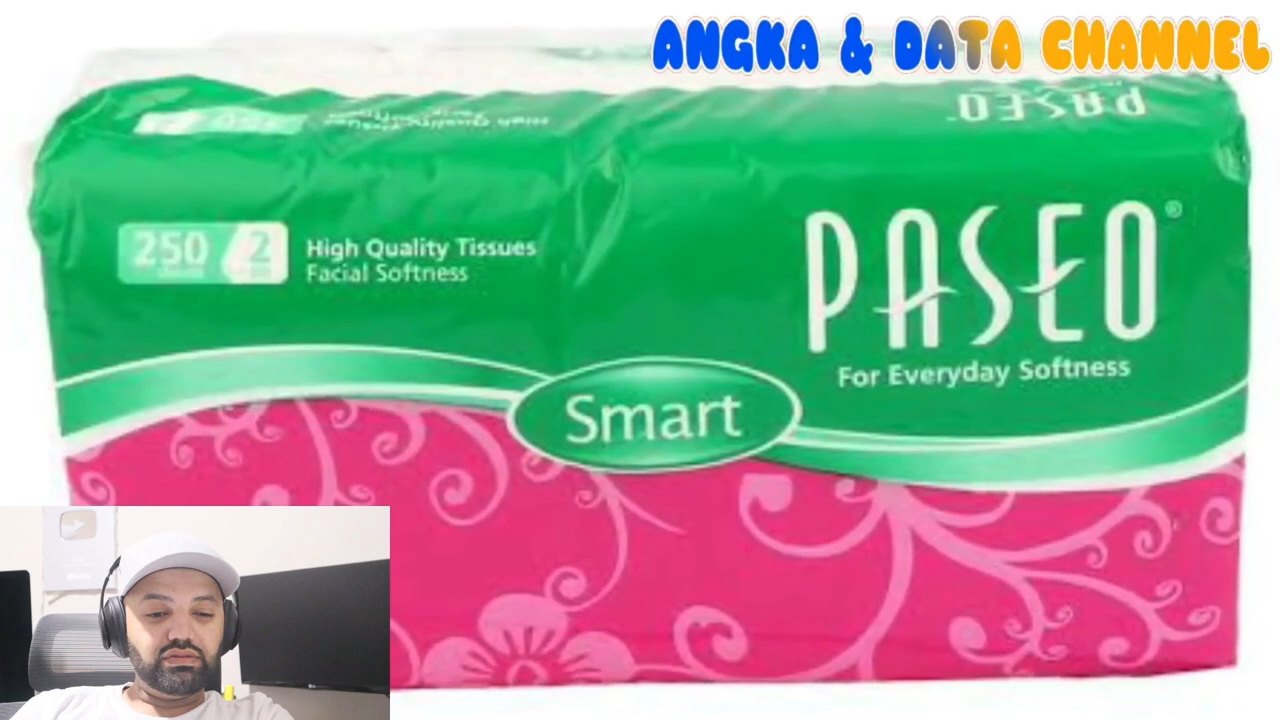 ANGKA & DATA CHANNEL
PASEO
250
2
High Quality Tissues
Facial Softness
PASEO®
For Everyday Softness
Smart